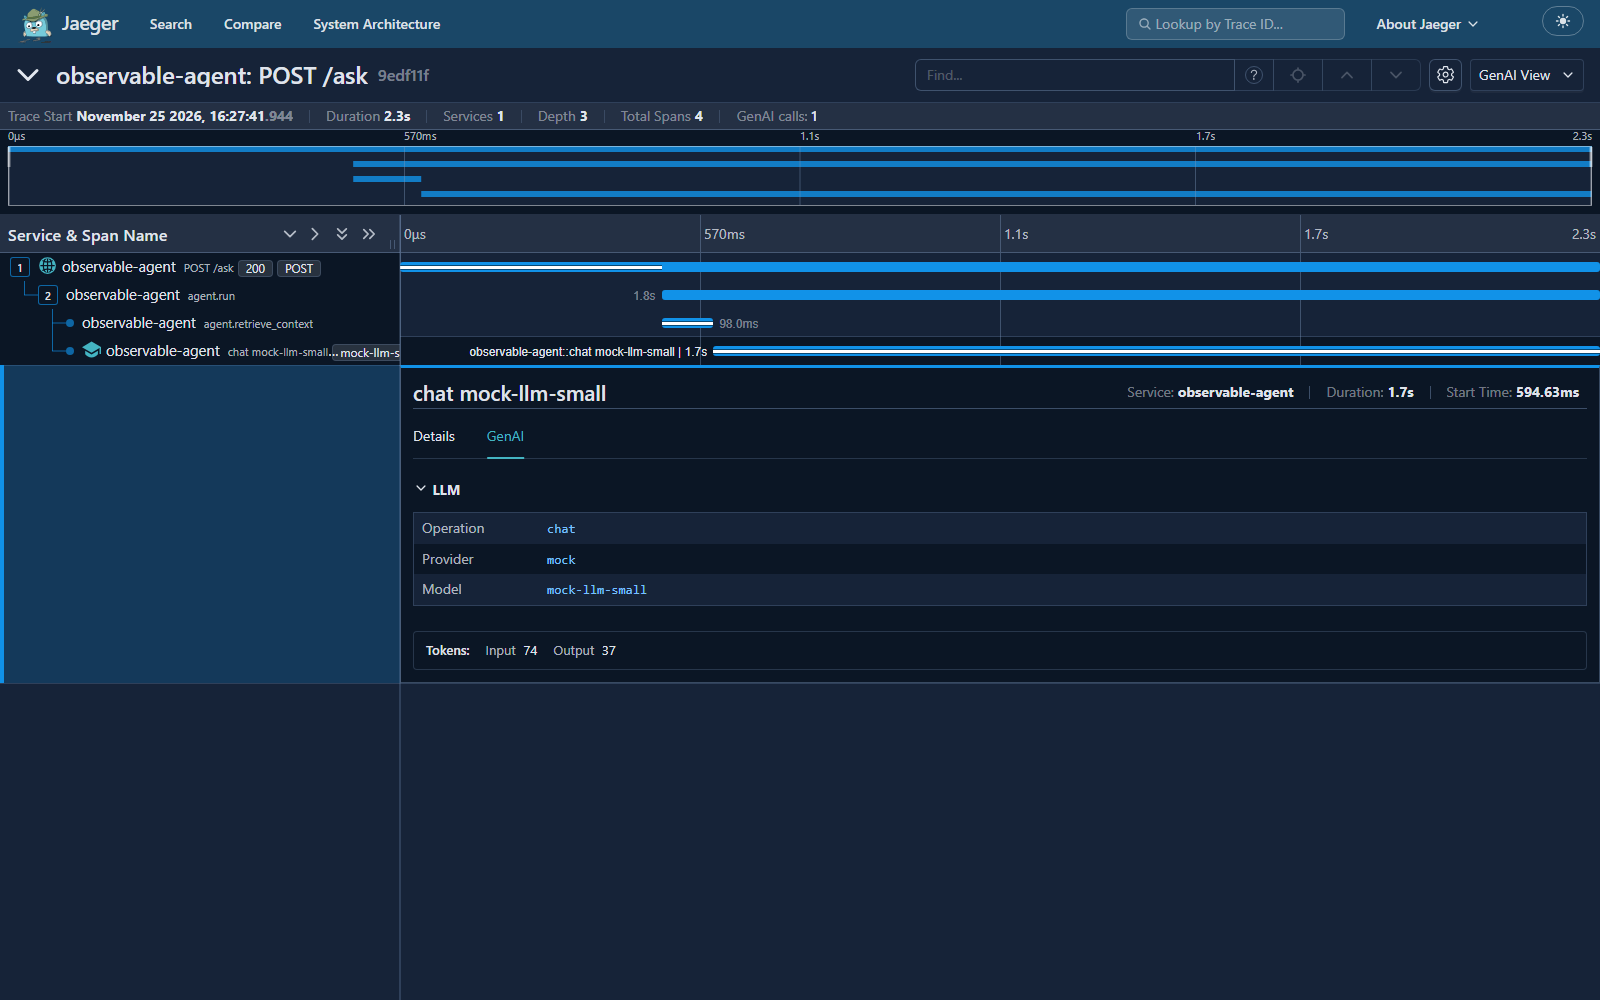 Jaeger Search Compare System Architecture Lookup by Trace ID... About Jaeger
observable-agent: POST /ask 9edf11f Find... ? GenAI View
Trace Start November 25 2026, 16:27:41.944 Duration 2.3s Services 1 Depth 3 Total Spans 4 GenAI calls: 1
0μs 570ms 1.1s 1.7s 2.3s
Service & Span Name 0μs 570ms 1.1s 1.7s 2.3s
1 observable-agent POST /ask 200 POST
2 observable-agent agent.run 1.8s
observable-agent agent.retrieve_context 98.0ms
observable-agent chat mock-llm-small... mock-llm-s observable-agent::chat mock-llm-small | 1.7s
chat mock-llm-small Service: observable-agent Duration: 1.7s Start Time: 594.63ms
Details GenAI
LLM
Operation chat
Provider mock
Model mock-llm-small
Tokens: Input 74 Output 37